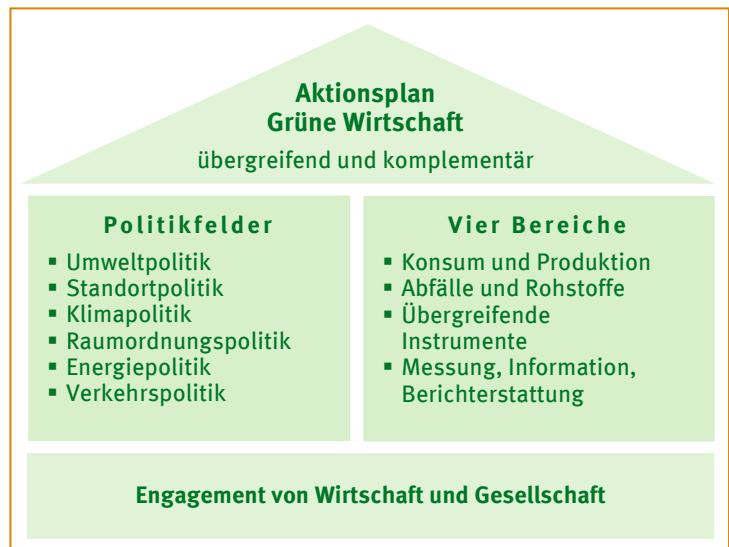 Aktionsplan
Grüne Wirtschaft
übergreifend und komplementär
Politikfelder
▪ Umweltpolitik
▪ Standortpolitik
▪ Klimapolitik
▪ Raumordnungspolitik
▪ Energiepolitik
▪ Verkehrspolitik
Vier Bereiche
▪ Konsum und Produktion
▪ Abfälle und Rohstoffe
▪ Übergreifende
Instrumente
▪ Messung, Information,
Berichterstattung
Engagement von Wirtschaft und Gesellschaft